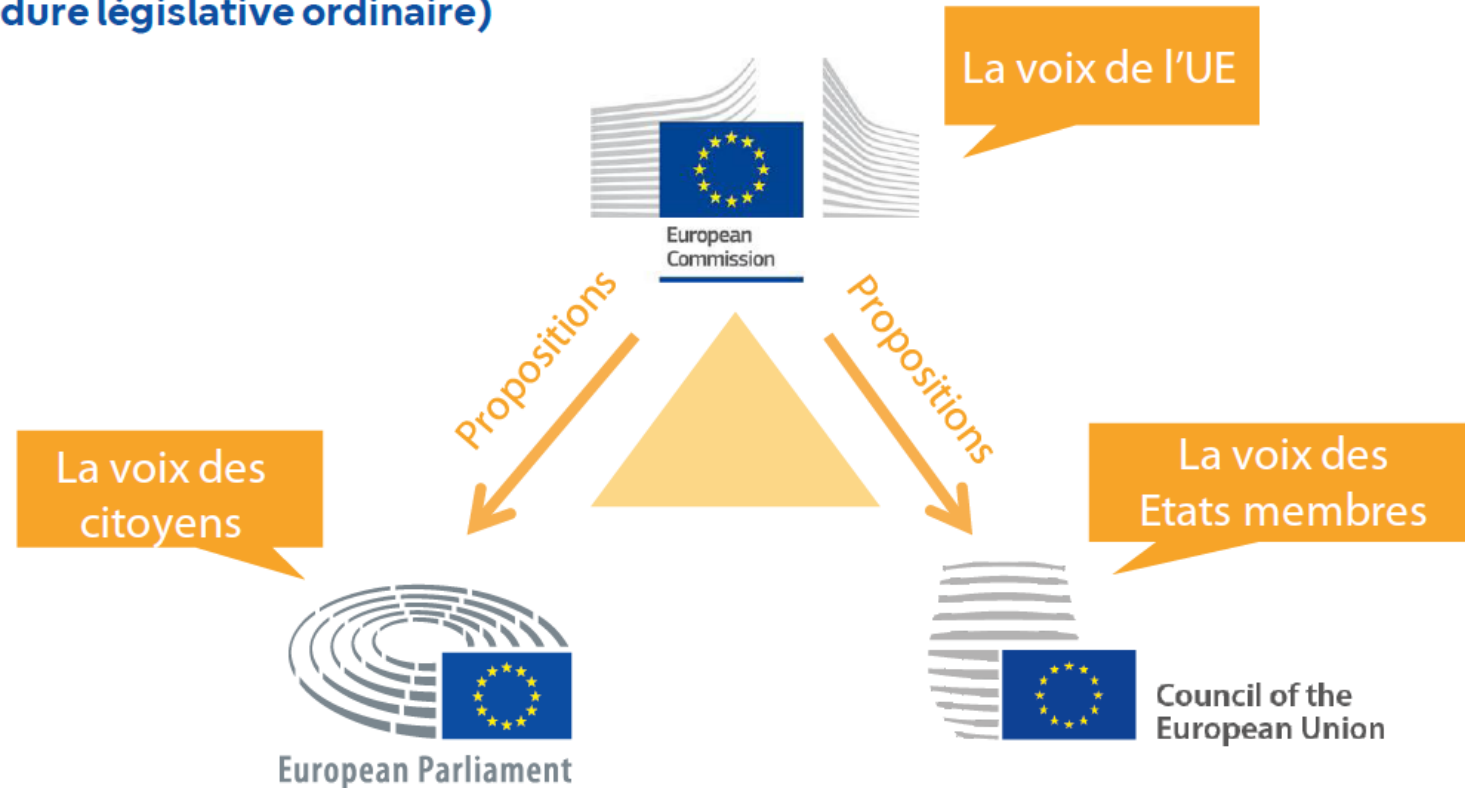 dure législative ordinaire)
La voix de l'UE
European
Commission
Propositions
Propositions
La voix des
citoyens
La voix des
Etats membres
European Parliament
Council of the
European Union